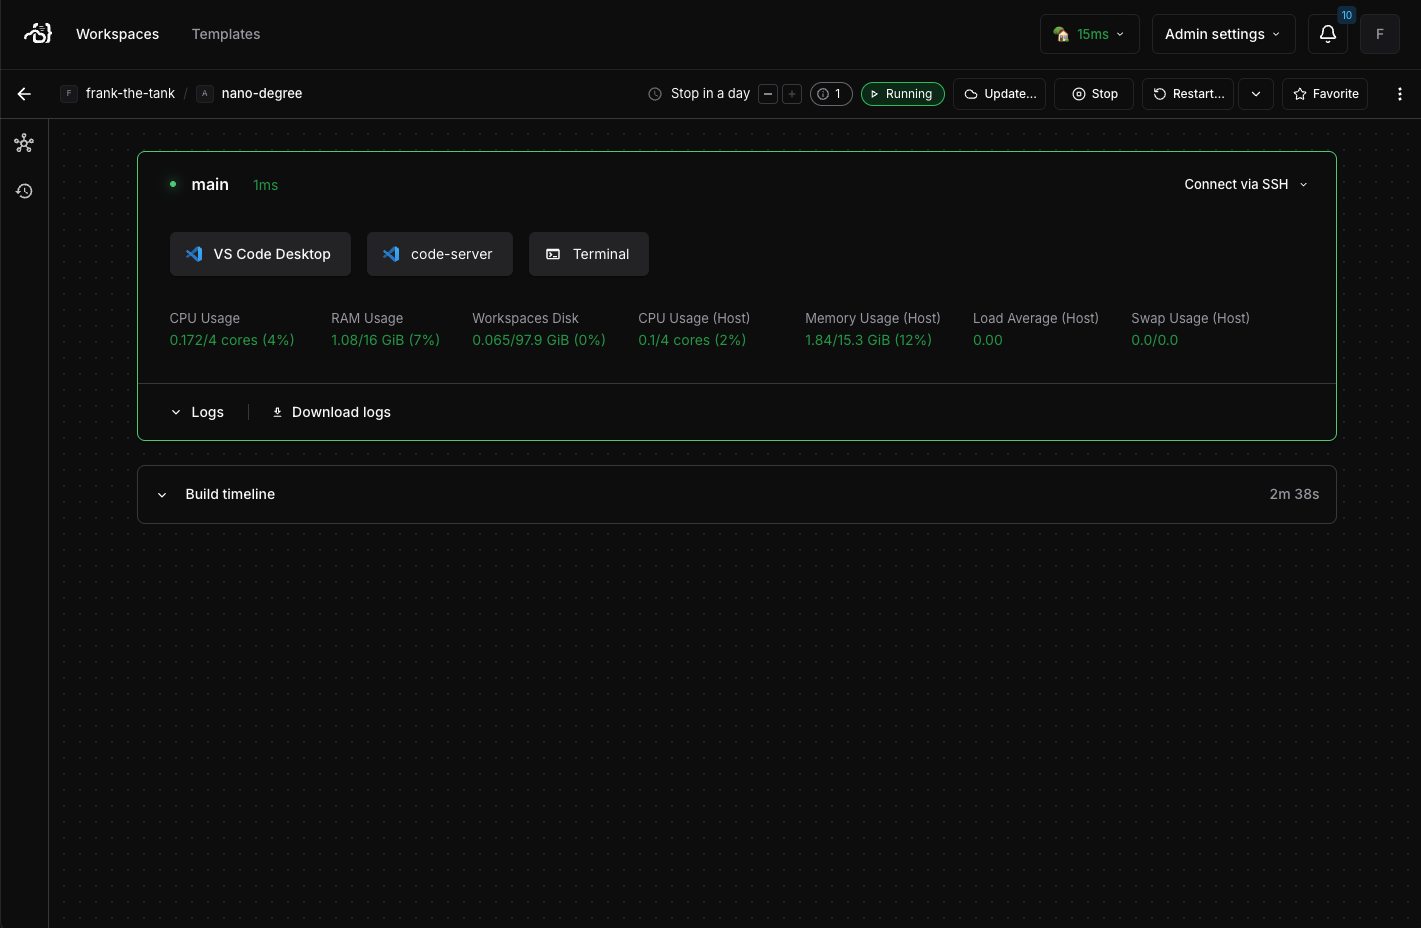 Workspaces Templates 15ms Admin settings 10 F
F frank-the-tank / A nano-degree Stop in a day 1 Running Update... Stop Restart... Favorite
main 1ms Connect via SSH
VS Code Desktop code-server Terminal
CPU Usage RAM Usage Workspaces Disk CPU Usage (Host) Memory Usage (Host) Load Average (Host) Swap Usage (Host)
0.172/4 cores (4%) 1.08/16 GiB (7%) 0.065/97.9 GiB (0%) 0.1/4 cores (2%) 1.84/15.3 GiB (12%) 0.00 0.0/0.0
Logs Download logs
Build timeline 2m 38s